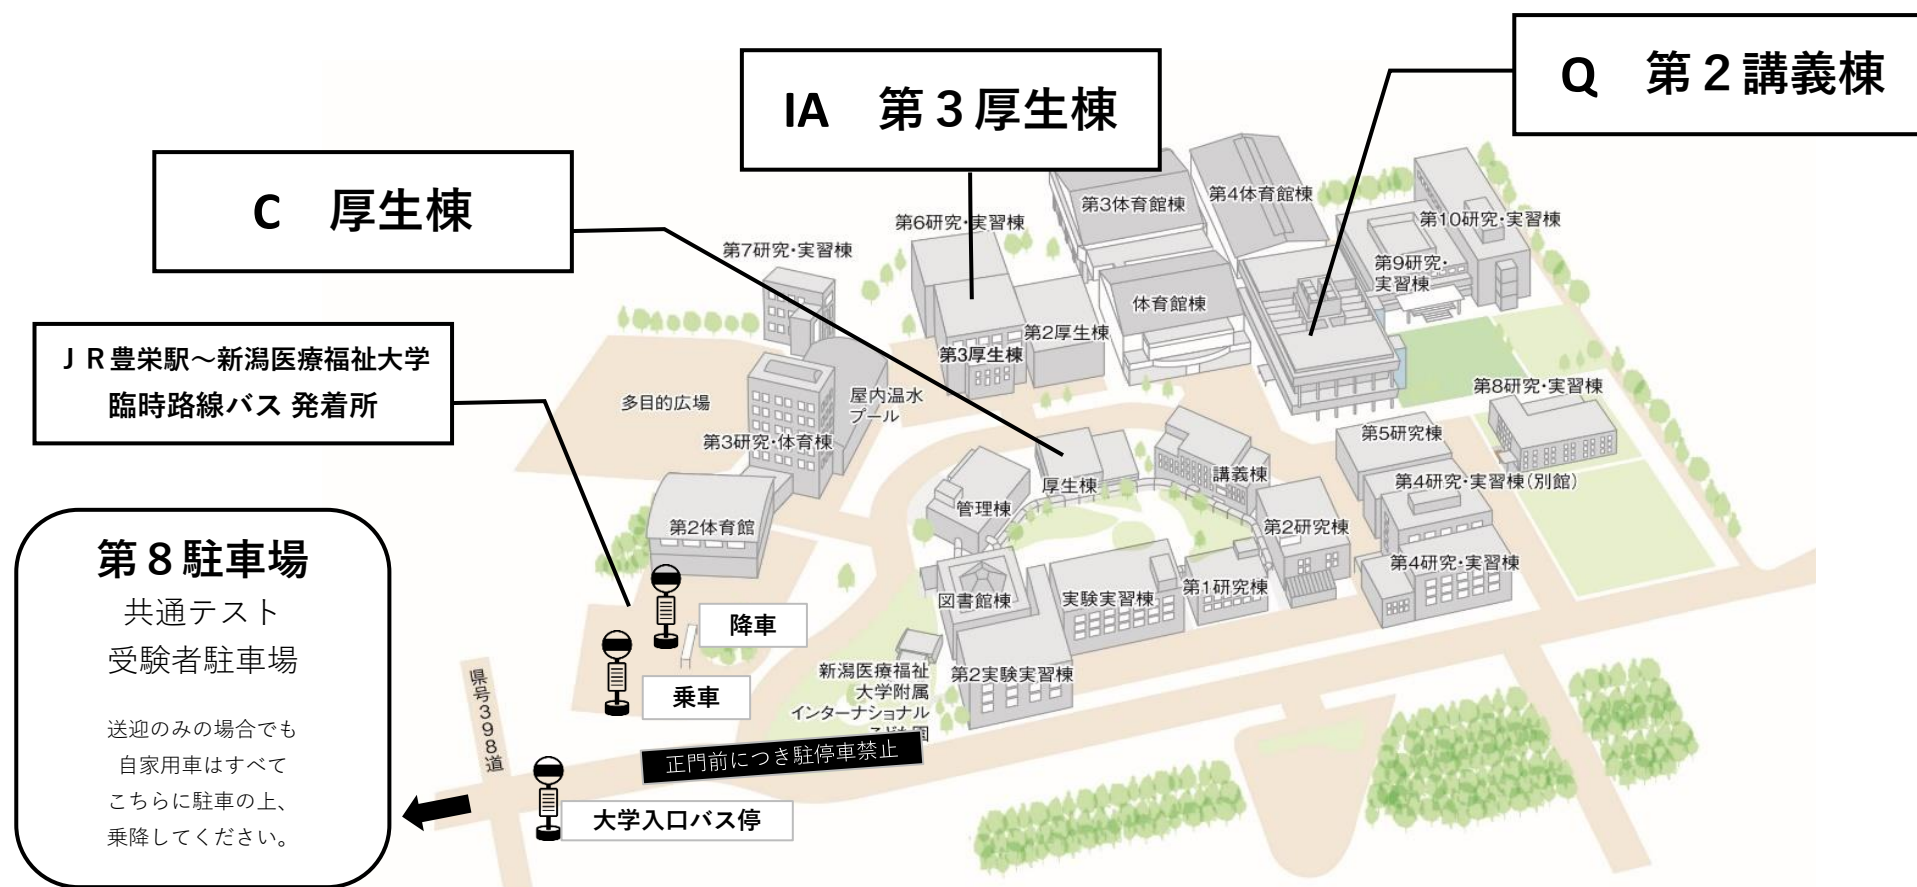 Q 第２講義棟
IA 第３厚生棟
C 厚生棟
第4体育館棟
第3体育館棟
第10研究・実習棟
第6研究・実習棟
第7研究・実習棟
第9研究・
実習棟
体育館棟
第2厚生棟
第3厚生棟
ＪＲ豊栄駅～新潟医療福祉大学
臨時路線バス 発着所
多目的広場
屋内温水
プール
第8研究・実習棟
第3研究・体育棟
第5研究棟
講義棟
厚生棟
第4研究・実習棟(別館)
管理棟
第2体育館
第2研究棟
第4研究・実習棟
第1研究棟
実験実習棟
図書館棟
第８駐車場
共通テスト
受験者駐車場
送迎のみの場合でも
自家用車はすべて
こちらに駐車の上、
乗降してください。
降車
乗車
新潟医療福祉
大学附属
インターナショナル
第2実験実習棟
県号398道
正門前につき駐停車禁止
大学入口バス停